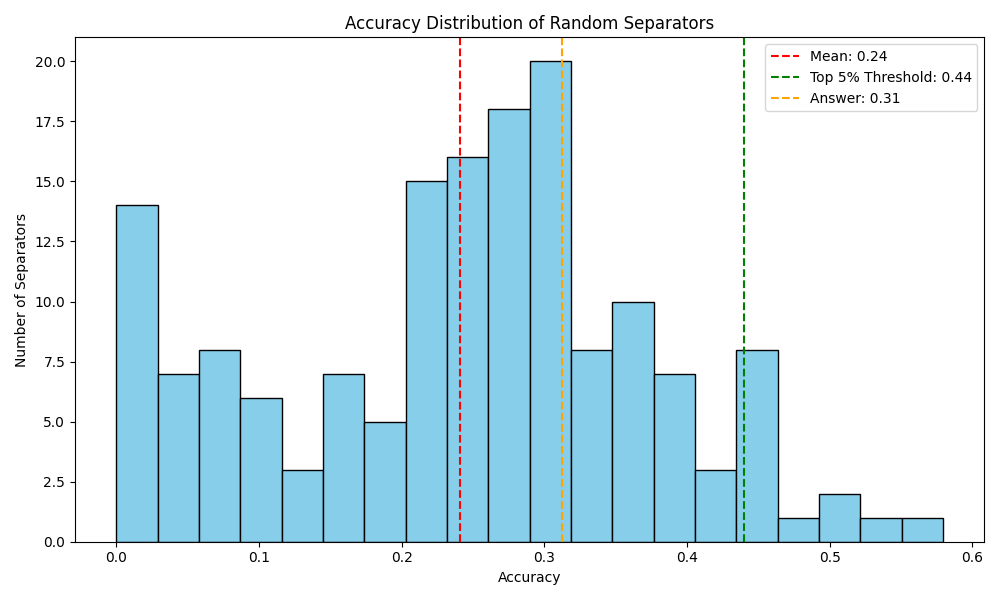 Accuracy Distribution of Random Separators
Mean: 0.24
Top 5% Threshold: 0.44
Answer: 0.31
Number of Separators
20.0
17.5
15.0
12.5
10.0
7.5
5.0
2.5
0.0
0.0 0.1 0.2 0.3 0.4 0.5 0.6
Accuracy